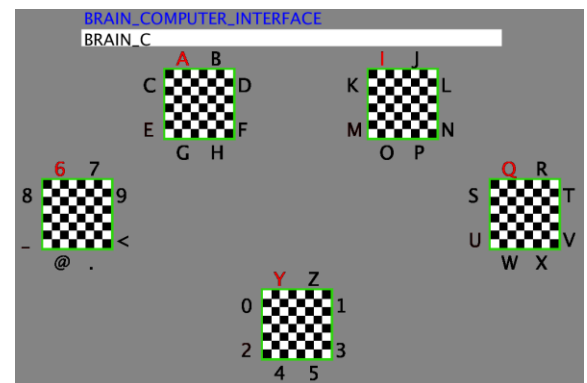 BRAIN_COMPUTER_INTERFACE
BRAIN_C
A B
I J
C D
K L
E F
M N
G H
O P
6 7
Q R
8 9
S T
_ <
U V
@ .
W X
Y Z
0 1
2 3
4 5